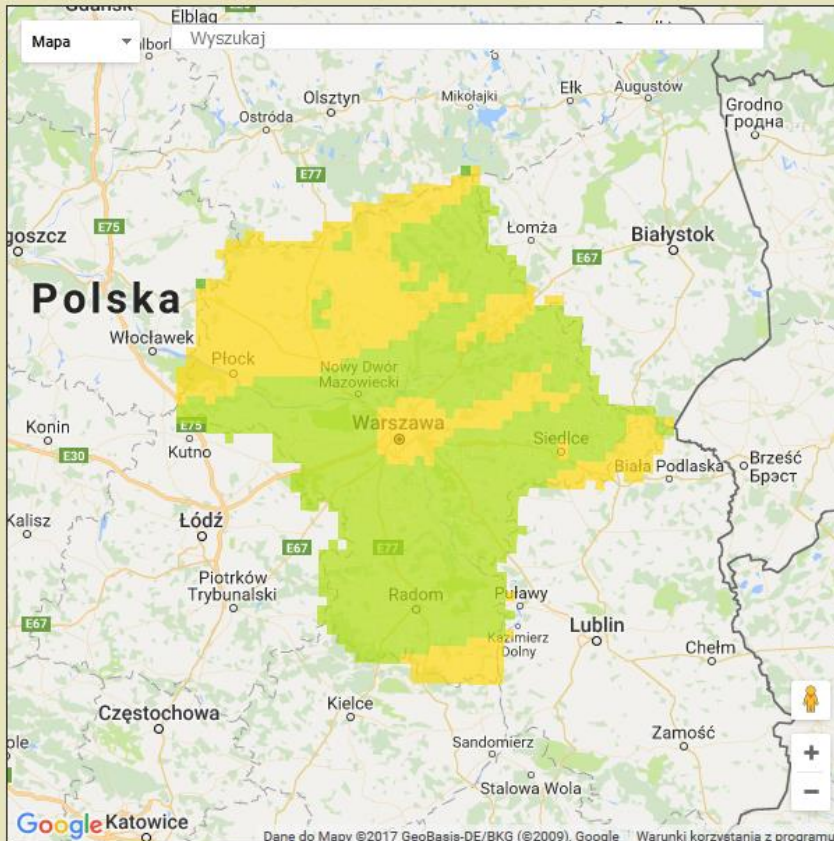 Gdańsk
Elbląg
Mapa
Wyszukaj
Olsztyn
Mikołajki
Ełk
Augustów
Ostróda
Grodno
Гродна
E77
Łomża
E75
Białystok
E67
Polska
Włocławek
Płock
Nowy Dwór
Mazowiecki
Warszawa
Konin
E75
Kutno
E30
Siedlce
Biała Podlaska
Brześć
Брэст
Kalisz
Łódź
E67
E77
Piotrków
Trybunalski
Radom
Puławy
E67
Kazimierz
Dolny
Lublin
Chełm
Kielce
Częstochowa
Zamość
Sandomierz
Stalowa Wola
Google
Katowice
Dane do Mapy ©2017 GeoBasis-DE/BKG (©2009), Google
Warunki korzystania z programu